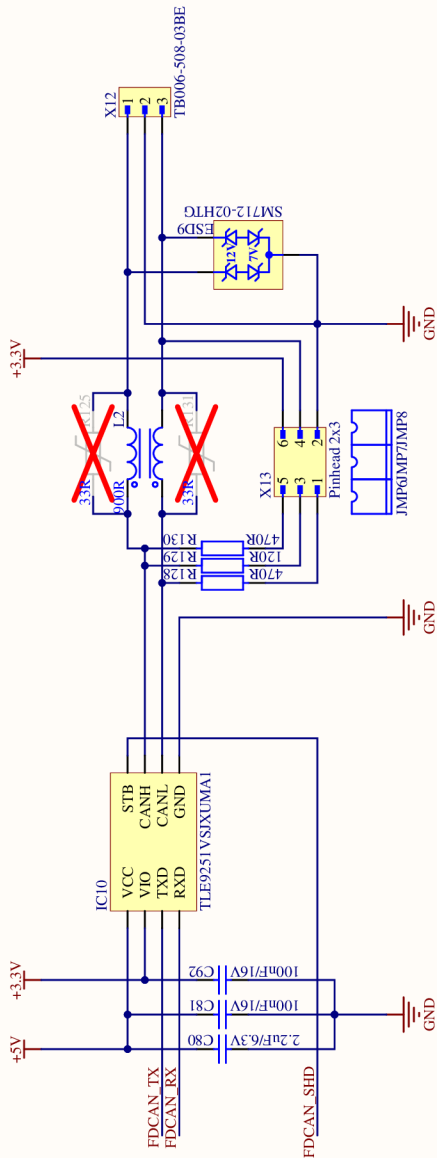 X12
1
2
3
TB006-508-03BE
SM712-02HTG
ESD9
12V
7V
+3.3V
GND
R125
33R
L2
900R
R131
33R
X13
6
5
4
3
2
1
Pinhead 2x3
JMP6JMP7JMP8
R130
470R
R129
120R
R128
470R
GND
IC10
VCC
STB
VIO
CANH
TXD
CANL
RXD
GND
TLE9251VSJXUMA1
+3.3V
+5V
C92
100nF/16V
C81
100nF/16V
C80
2.2uF/6.3V
GND
FDCAN_TX
FDCAN_RX
FDCAN_SHD